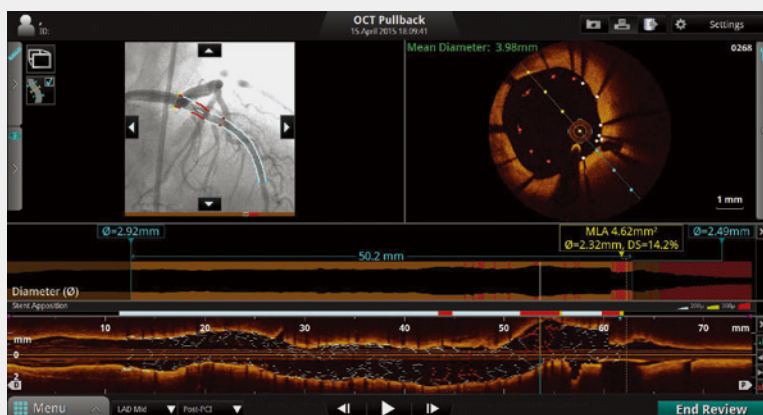 ID:
OCT Pullback
15.April 2015 18.09:41
Settings
Mean Diameter: 3.98mm
0268
1 mm
Ø=2.92mm
MLA 4.62mm²
Ø=2.32mm, DS=14.2%
Ø=2.49mm
50.2 mm
Diameter (Ø)
Stent Apposition
200µ
300µ
10
20
30
40
50
60
70
mm
mm
0
2
D
P
Menu
LAD Mid
Post-PCI
End Review